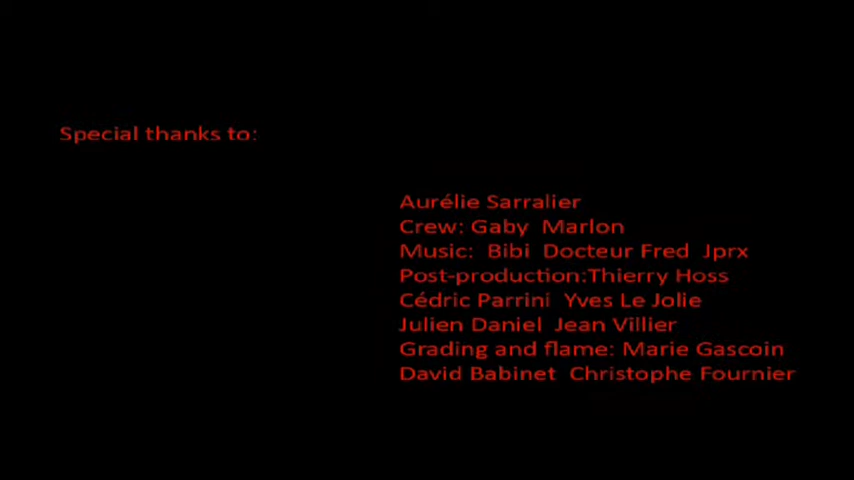 Special thanks to:
Aurélie Sarralier
Crew: Gaby  Marlon
Music:  Bibi  Docteur Fred  Jprx
Post-production:Thierry Hoss
Cédric Parrini  Yves Le Jolie
Julien Daniel  Jean Villier
Grading and flame: Marie Gascoin
David Babinet  Christophe Fournier